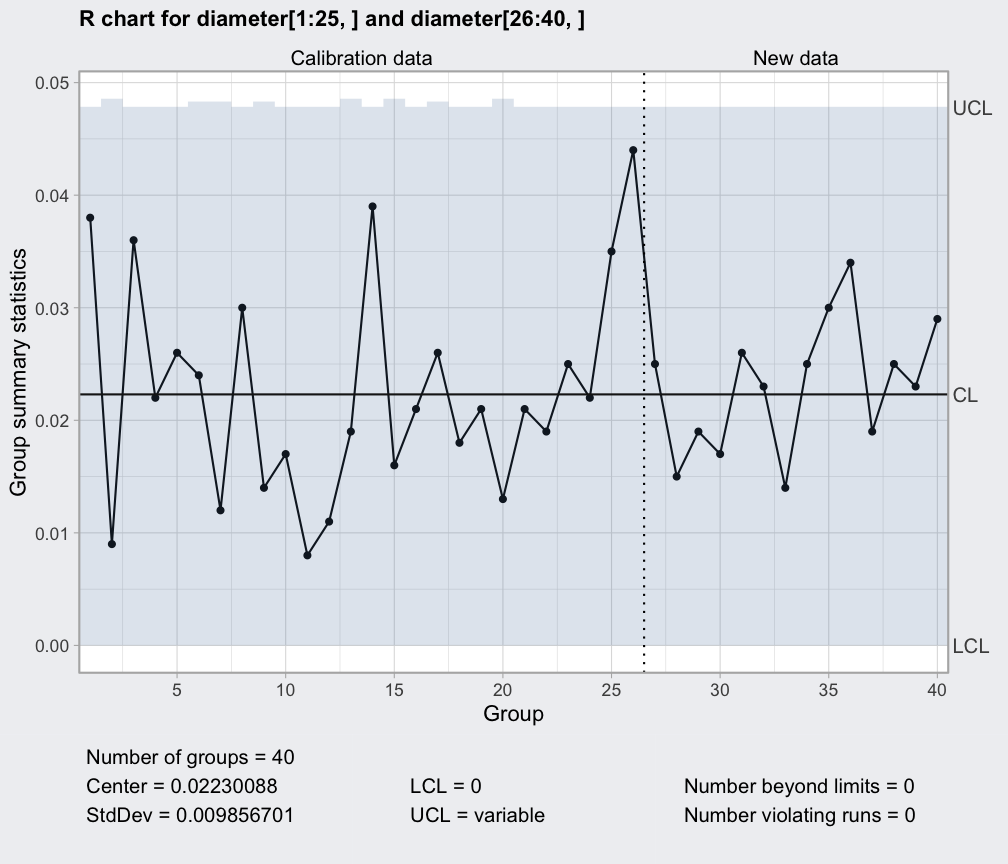 R chart for diameter[1:25, ] and diameter[26:40, ]
Calibration data New data
0.05
UCL
0.04
0.03
CL
0.02
0.01
0.00
LCL
Group summary statistics
5 10 15 20 25 30 35 40
Group
Number of groups = 40
Center = 0.02230088 LCL = 0 Number beyond limits = 0
StdDev = 0.009856701 UCL = variable Number violating runs = 0